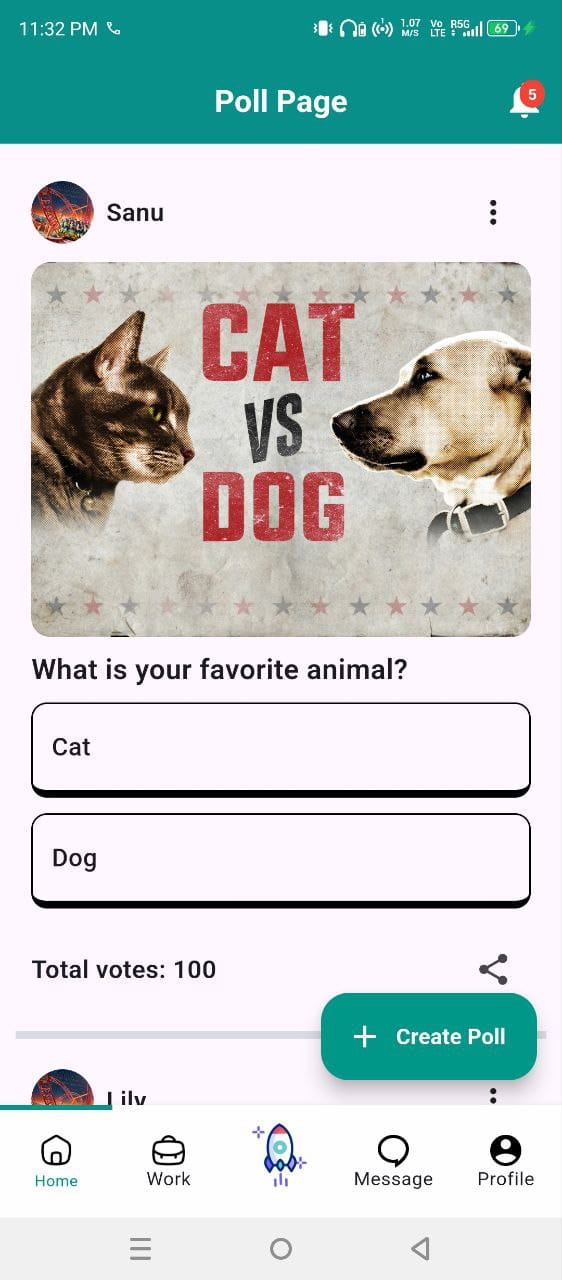 11:32 PM
1.07 M/S
Vo LTE
R5G
69
Poll Page
5
Sanu
CAT
VS
DOG
What is your favorite animal?
Cat
Dog
Total votes: 100
+ Create Poll
Lily
Home
Work
Message
Profile